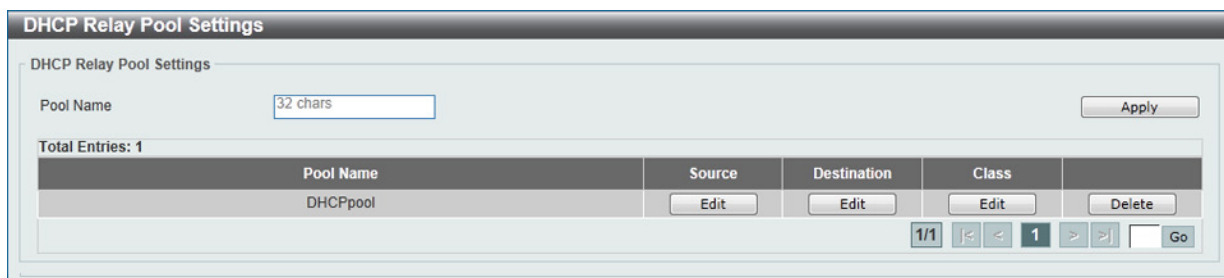 DHCP Relay Pool Settings
DHCP Relay Pool Settings
Pool Name 32 chars Apply
Total Entries: 1
Pool Name Source Destination Class
DHCPpool Edit Edit Edit Delete
1/1 |< < 1 > >| Go